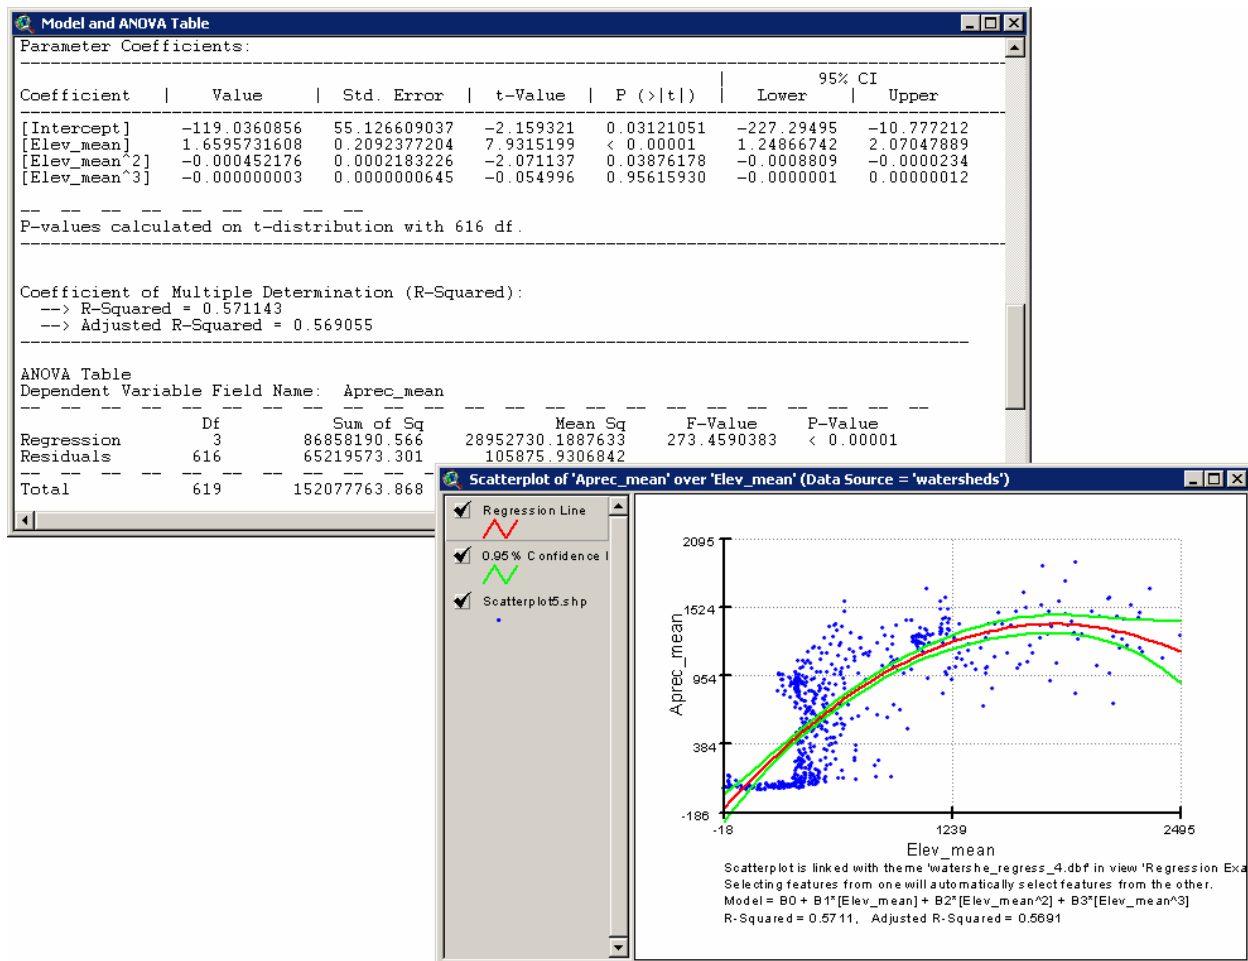 Model and ANOVA Table
Parameter Coefficients:
| 95% CI
Coefficient | Value | Std. Error | t-Value | P (>|t|) | Lower | Upper
[Intercept] -119.0360856 55.126609037 -2.159321 0.03121051 -227.29495 -10.777212
[Elev_mean] 1.6595731608 0.2092377204 7.9315199 < 0.00001 1.24866742 2.07047889
[Elev_mean^2] -0.000452176 0.0002183226 -2.071137 0.03876178 -0.0008809 -0.0000234
[Elev_mean^3] -0.000000003 0.0000000645 -0.054996 0.95615930 -0.0000001 0.00000012
P-values calculated on t-distribution with 616 df.
Coefficient of Multiple Determination (R-Squared):
--> R-Squared = 0.571143
--> Adjusted R-Squared = 0.569055
ANOVA Table
Dependent Variable Field Name: Aprec_mean
Df Sum of Sq Mean Sq F-Value P-Value
Regression 3 86858190.566 28952730.1887633 273.4590383 < 0.00001
Residuals 616 65219573.301 105875.9306842
Total 619 152077763.868
Scatterplot of 'Aprec_mean' over 'Elev_mean' (Data Source = 'watersheds')
Regression Line
0.95% Confidence I
Scatterplot5.shp
2095
1524
954
384
-186
Aprec_mean
-18 1239 2495
Elev_mean
Scatterplot is linked with theme 'watershe_regress_4.dbf' in view 'Regression Exa
Selecting features from one will automatically select features from the other.
Model = B0 + B1*[Elev_mean] + B2*[Elev_mean^2] + B3*[Elev_mean^3]
R-Squared = 0.5711, Adjusted R-Squared = 0.5691